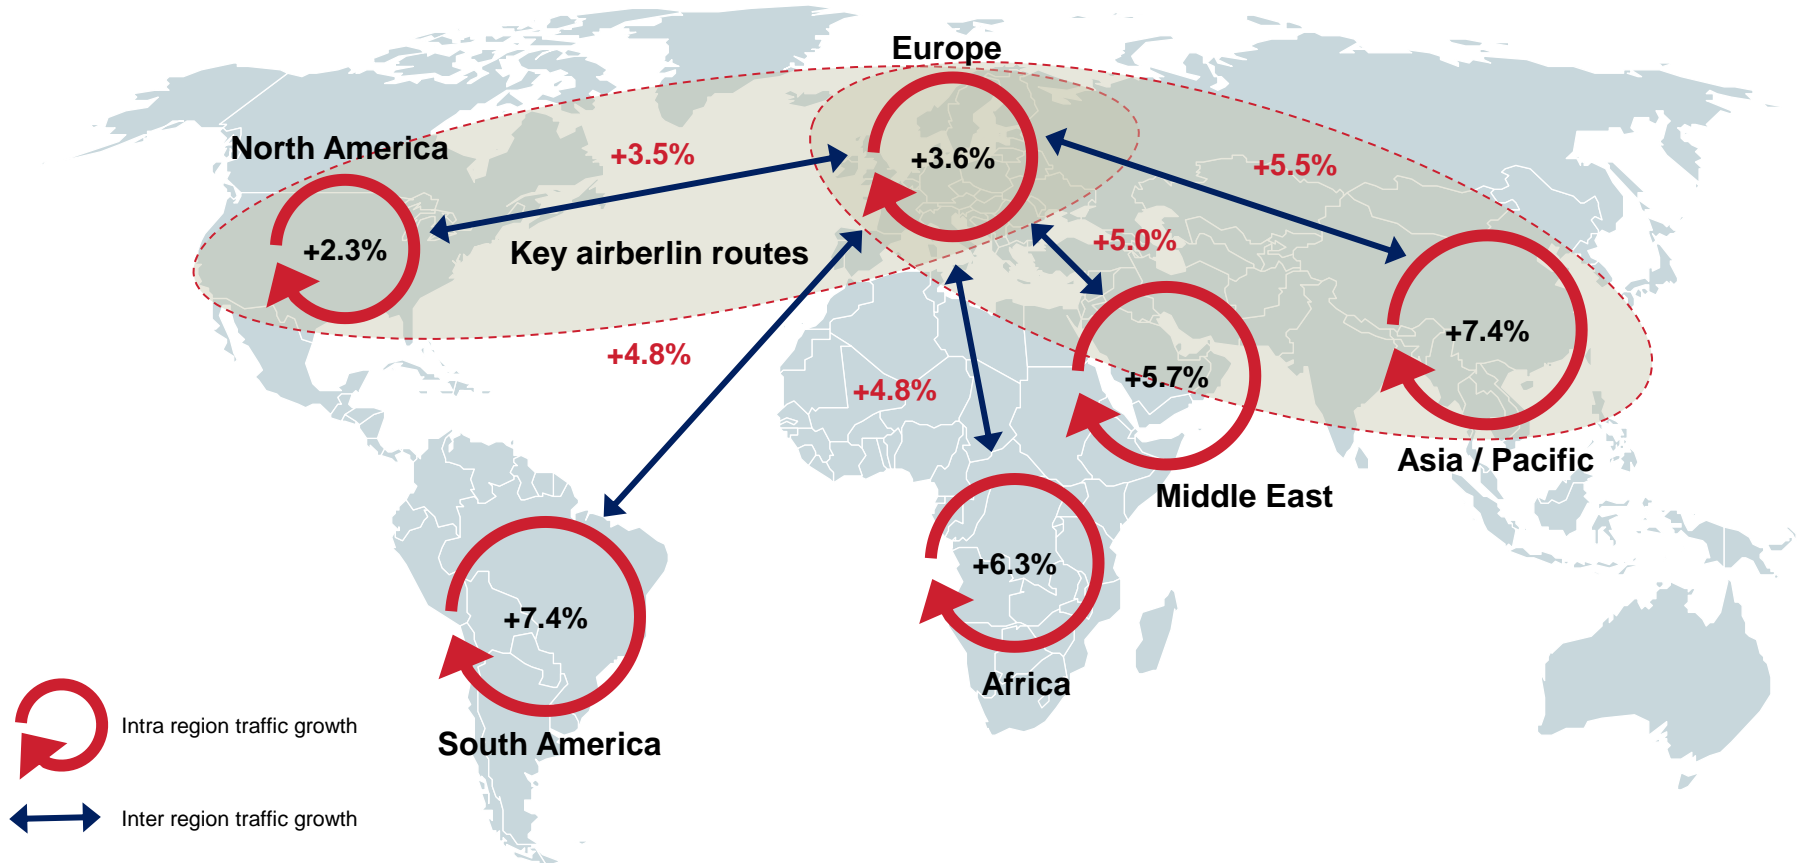 Europe
North America
+3.5%
+3.6%
+5.5%
+2.3%
Key airberlin routes
+5.0%
+7.4%
+4.8%
+5.7%
+4.8%
Asia / Pacific
Middle East
+6.3%
+7.4%
Africa
Intra region traffic growth
South America
Inter region traffic growth